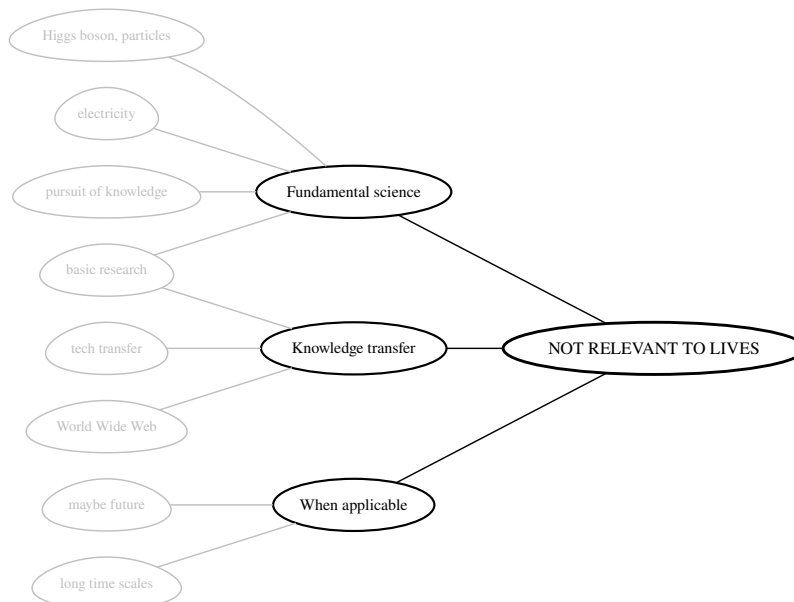 Higgs boson, particles
electricity
pursuit of knowledge
Fundamental science
basic research
tech transfer
Knowledge transfer
NOT RELEVANT TO LIVES
World Wide Web
maybe future
When applicable
long time scales